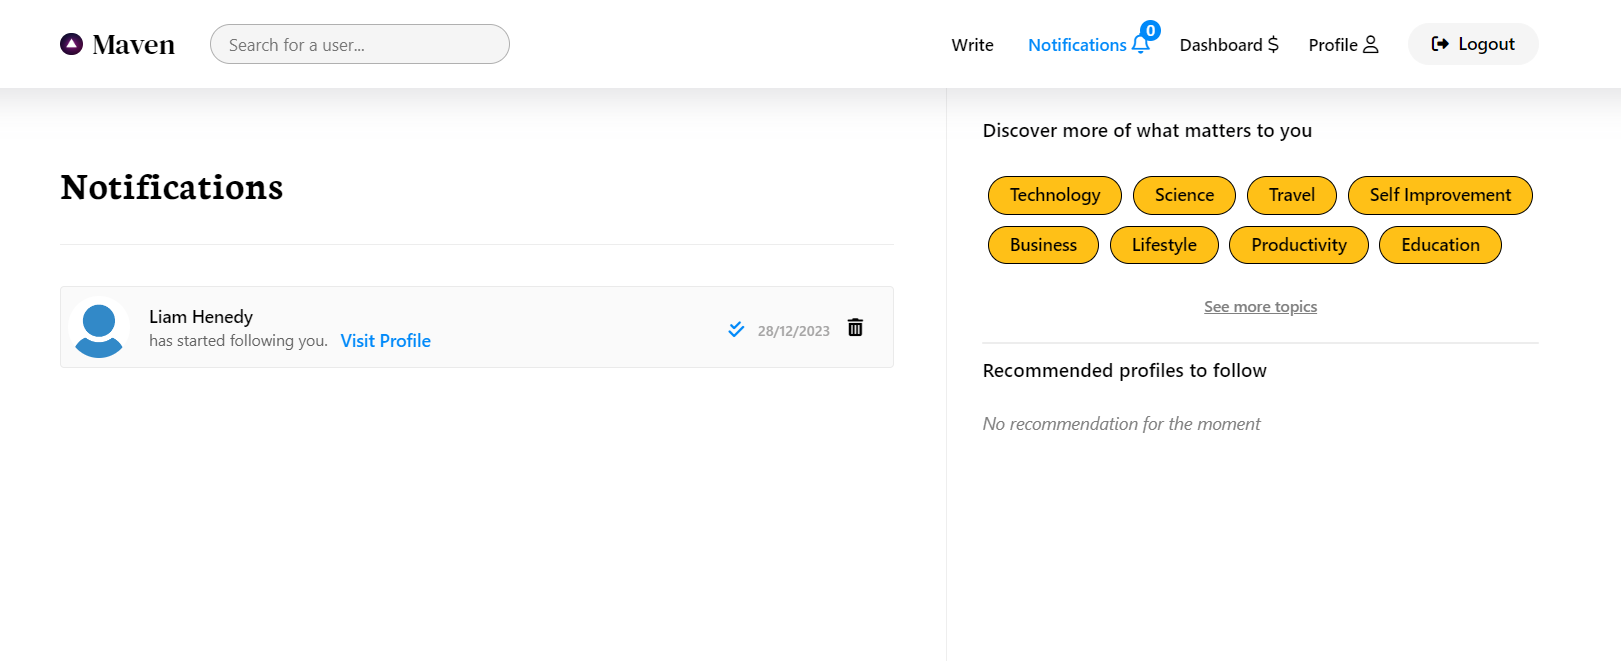 Maven
Search for a user...
Write
Notifications 0
Dashboard $
Profile
Logout
Notifications
Liam Henedy
has started following you. Visit Profile
28/12/2023
Discover more of what matters to you
Technology Science Travel Self Improvement
Business Lifestyle Productivity Education
See more topics
Recommended profiles to follow
No recommendation for the moment